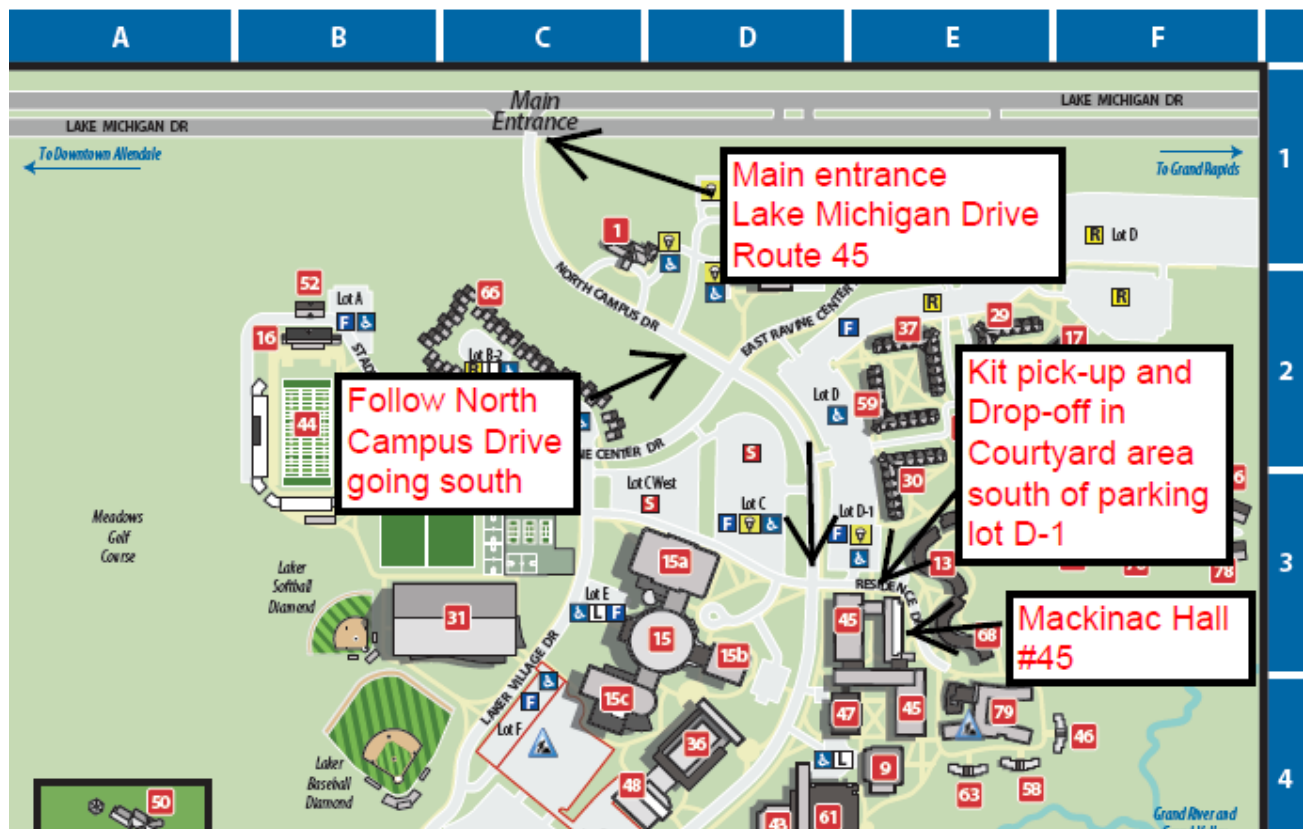 A B C D E F
Main
Entrance
LAKE MICHIGAN DR
LAKE MICHIGAN DR
To Downtown Allendale
To Grand Rapids
1
Main entrance
Lake Michigan Drive
Route 45
1
R Lot D
NORTH CAMPUS DR
EAST RAVINE CENTER
52
Lot A
F
16
66
Lot B-2
R L
F
R
R
37
29
17
2
Follow North
Campus Drive
going south
Kit pick-up and
Drop-off in
Courtyard area
south of parking
lot D-1
44
Lot D
59
30
NE CENTER DR
S
Lot C West
S
Lot C
F
Lot D-1
F
Meadows
Golf
Course
3
15a
13
78
RESIDENCE D
Laker
Softball
Diamond
31
Lot E
L F
15
15b
45
68
Mackinac Hall
#45
LAKER VILLAGE DR
15c
F
Lot F
47
45
79
46
36
L
9
63
58
4
Laker
Baseball
Diamond
48
50
43
61
Grand River and